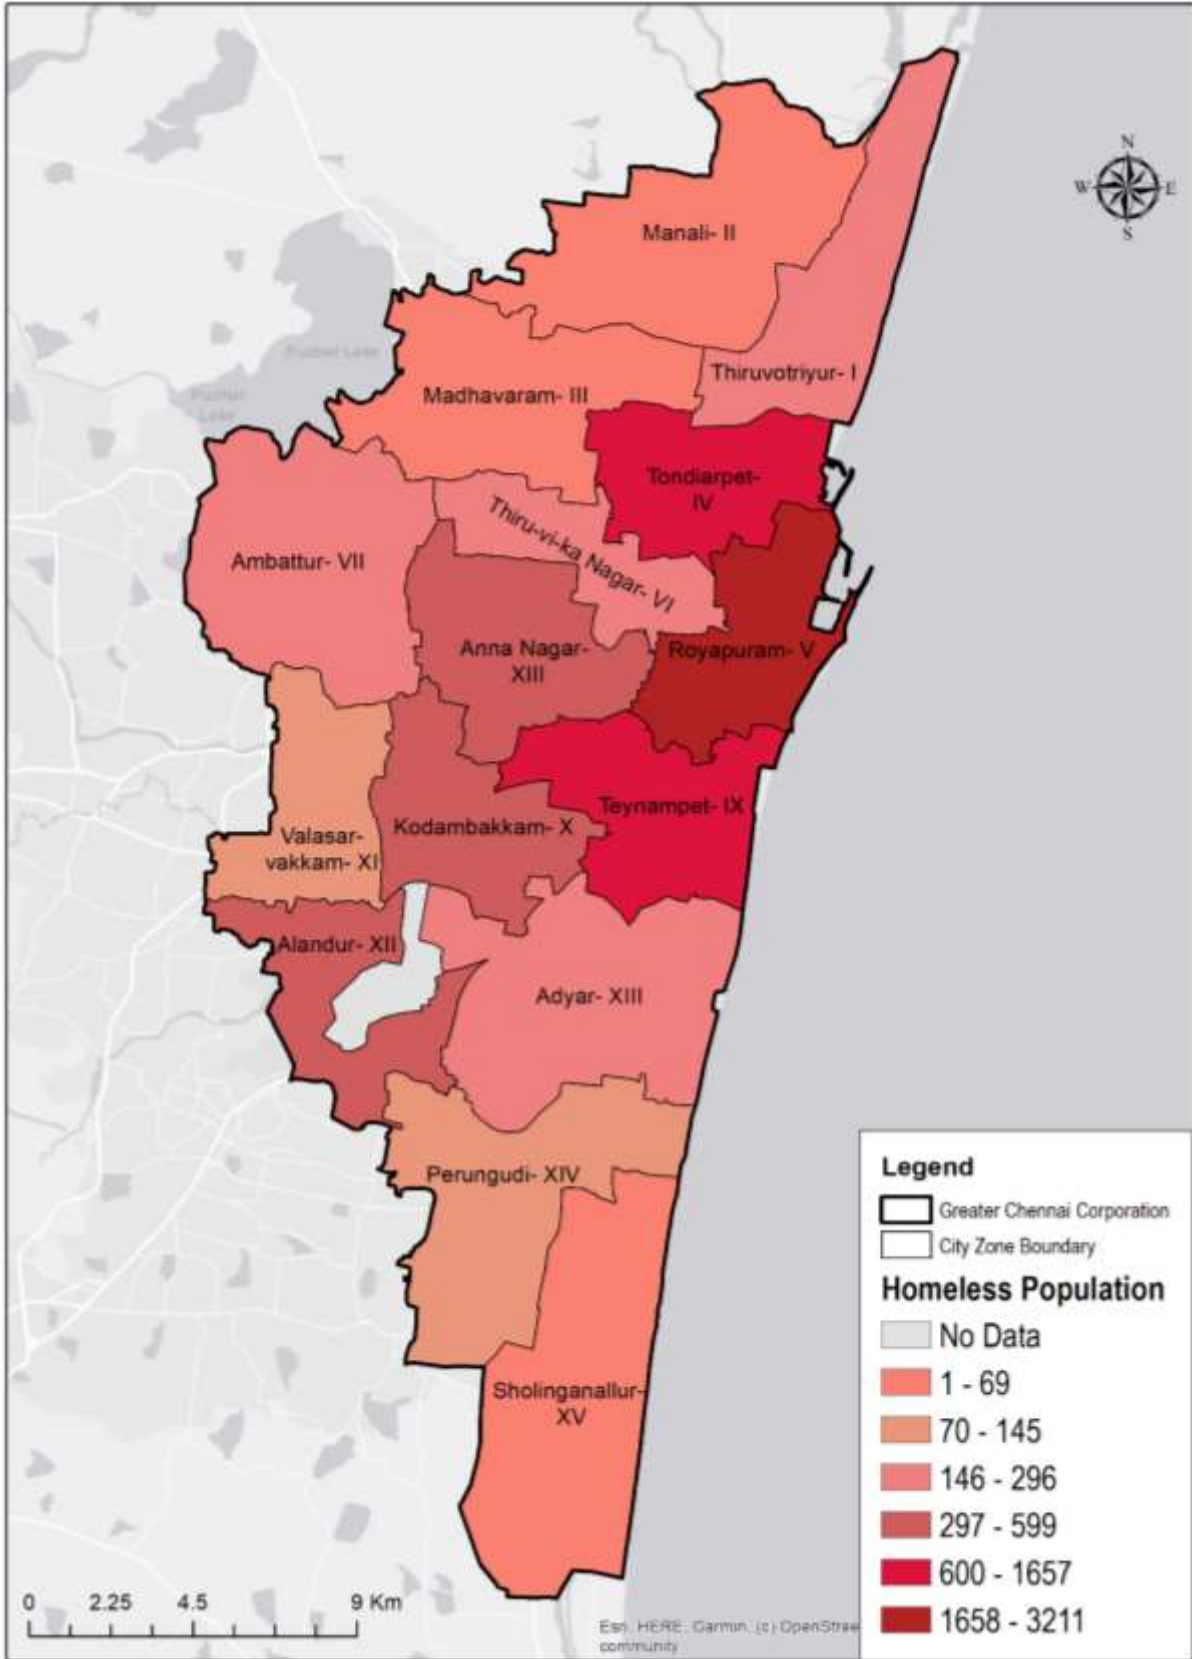 N
W E
S
Manali- II
Puzhal Lake
Thiruvotriyur- I
Madhavaram- III
Lake
Tondiarpet-
IV
Thiru-vi-ka Nagar- VI
Ambattur- VII
Anna Nagar-
XIII
Royapuram- V
Teynampet- IX
Kodambakkam- X
Valasar-
vakkam- XI
Alandur- XII
Adyar- XIII
Perungudi- XIV
Sholinganallur-
XV
Legend
Greater Chennai Corporation
City Zone Boundary
Homeless Population
No Data
1 - 69
70 - 145
146 - 296
297 - 599
600 - 1657
1658 - 3211
0 2.25 4.5 9 Km
Esri, HERE, Garmin, (c) OpenStree
community